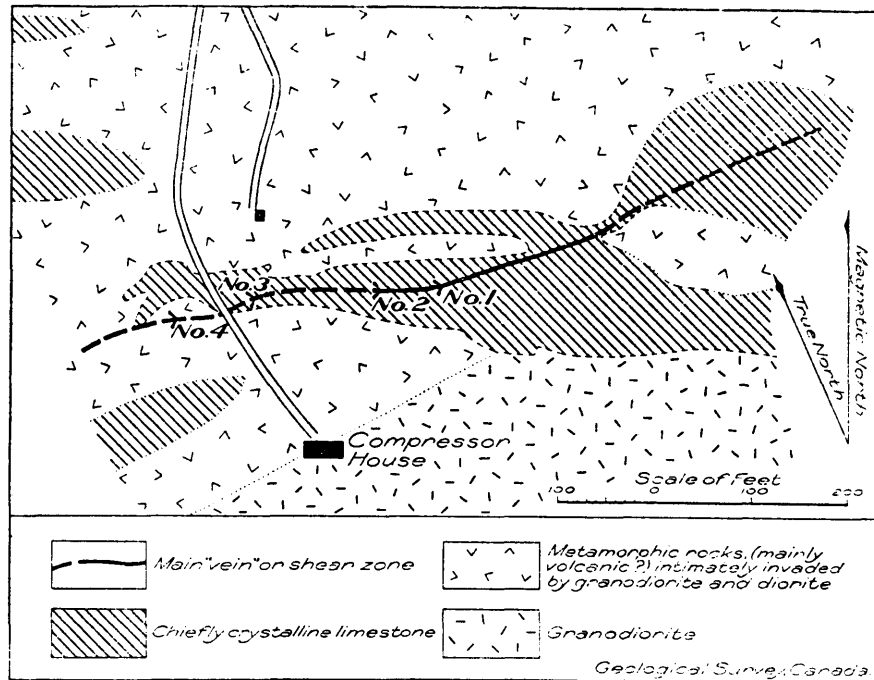 No.3
No.2
No.1
No.4
Magnetic North
True North
Compressor
House
Scale of Feet
100 0 100 200
Main "vein" or shear zone
Metamorphic rocks, (mainly
volcanic ?) intimately invaded
by granodiorite and diorite
Chiefly crystalline limestone
Granodiorite
Geological Survey, Canada.